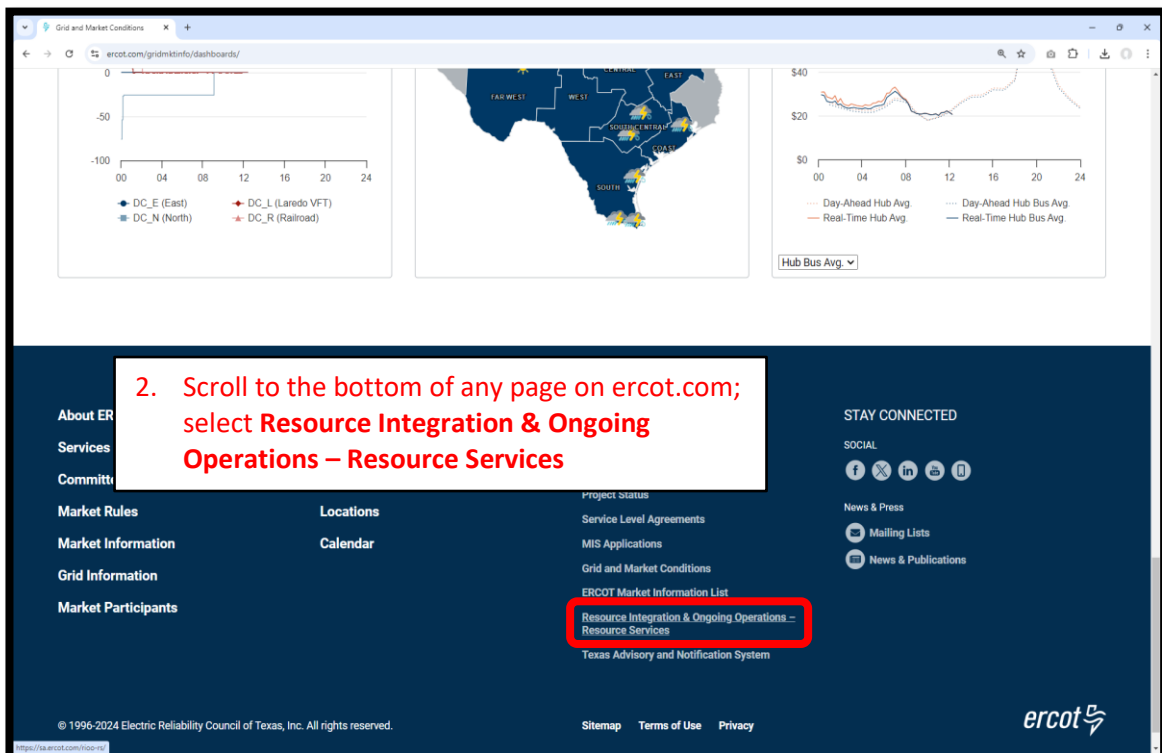 Grid and Market Conditions
ercot.com/gridmktinfo/dashboards/
0
-50
-100
00 04 08 12 16 20 24
DC_E (East) DC_L (Laredo VFT)
DC_N (North) DC_R (Railroad)
CENTRAL
EAST
FAR WEST
WEST
SOUTH CENTRAL
COAST
SOUTH
$40
$20
$0
00 04 08 12 16 20 24
Day-Ahead Hub Avg. Day-Ahead Hub Bus Avg.
Real-Time Hub Avg. Real-Time Hub Bus Avg.
Hub Bus Avg.
2. Scroll to the bottom of any page on ercot.com;
select Resource Integration & Ongoing
Operations – Resource Services
About ER
Services
Committe
Market Rules
Market Information
Grid Information
Market Participants
Locations
Calendar
Project Status
Service Level Agreements
MIS Applications
Grid and Market Conditions
ERCOT Market Information List
Resource Integration & Ongoing Operations –
Resource Services
Texas Advisory and Notification System
STAY CONNECTED
SOCIAL
News & Press
Mailing Lists
News & Publications
© 1996-2024 Electric Reliability Council of Texas, Inc. All rights reserved.
Sitemap Terms of Use Privacy
ercot
https://sa.ercot.com/rioo-rs/